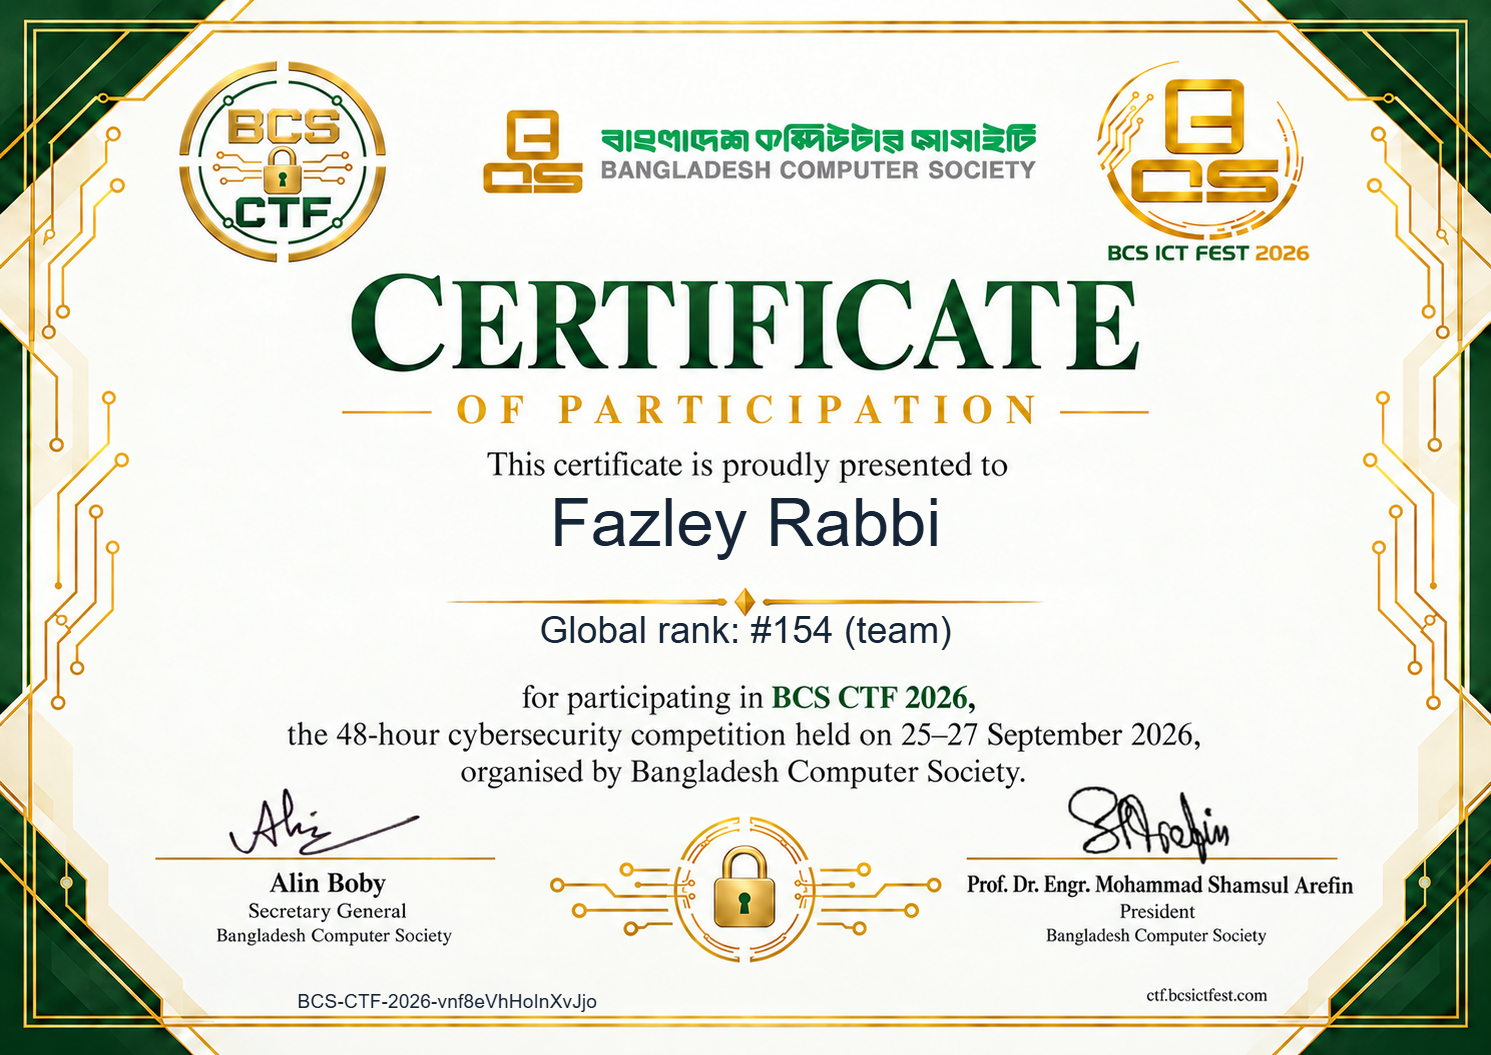 BCS
CTF
BCS
বাংলাদেশ কম্পিউটার সোসাইটি
BANGLADESH COMPUTER SOCIETY
BCS
BCS ICT FEST 2026
CERTIFICATE
OF PARTICIPATION
This certificate is proudly presented to
Fazley Rabbi
Global rank: #154 (team)
for participating in BCS CTF 2026,
the 48-hour cybersecurity competition held on 25–27 September 2026,
organised by Bangladesh Computer Society.
Alin Boby
Secretary General
Bangladesh Computer Society
Prof. Dr. Engr. Mohammad Shamsul Arefin
President
Bangladesh Computer Society
BCS-CTF-2026-vnf8eVhHolnXvJjo
ctf.bcsictfest.com